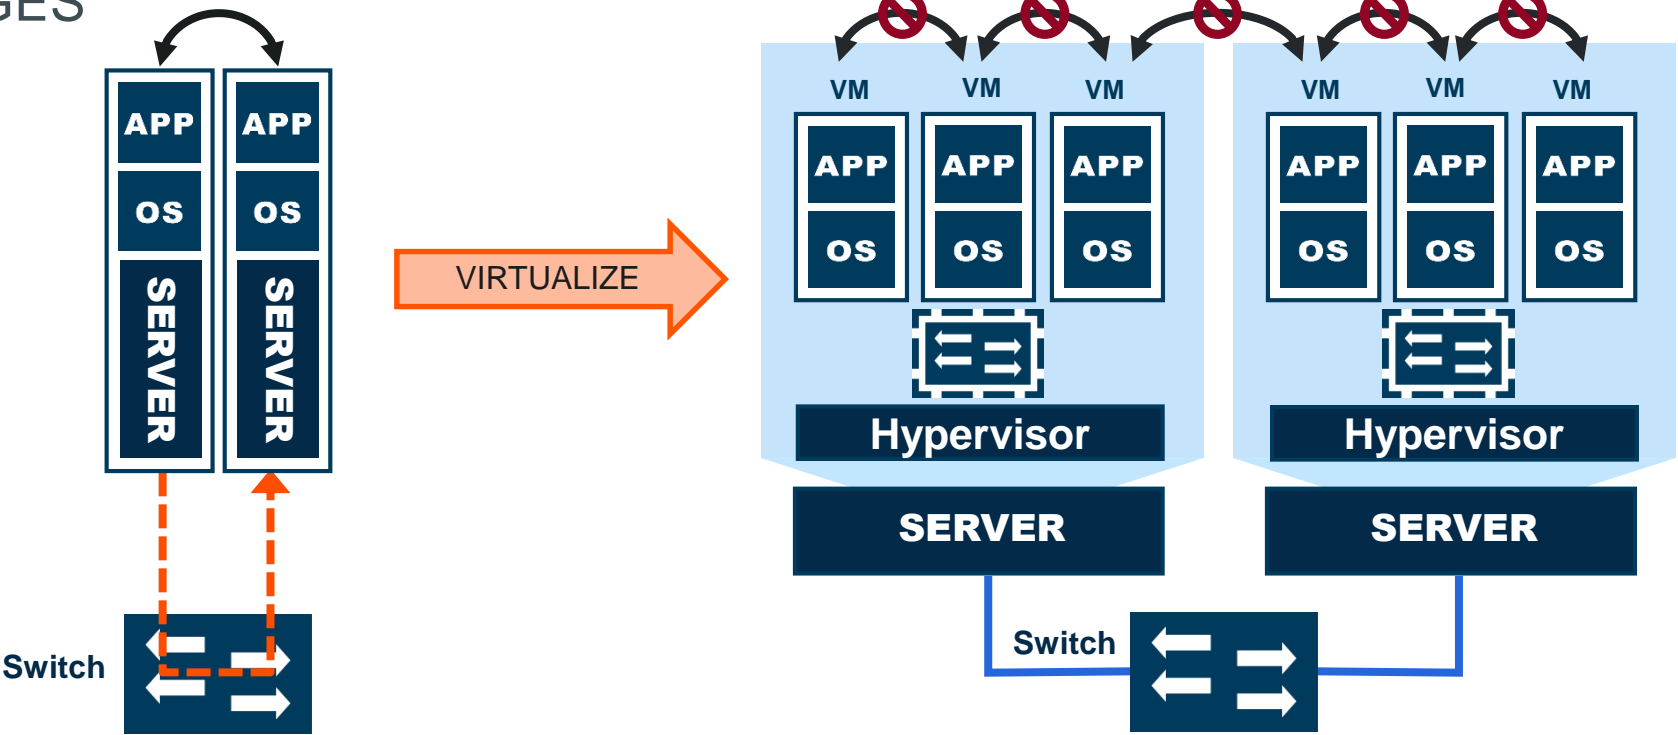 VM VM VM VM VM VM
APP APP
APP APP APP APP APP APP
OS OS
OS OS OS OS OS OS
VIRTUALIZE
SERVER SERVER
Hypervisor Hypervisor
SERVER SERVER
Switch
Switch